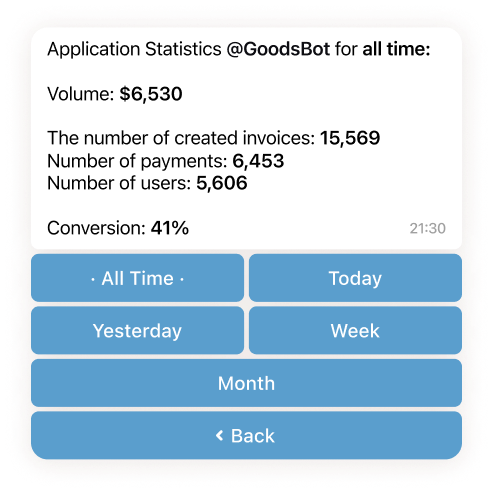 Application Statistics @GoodsBot for all time:
Volume: $6,530
The number of created invoices: 15,569
Number of payments: 6,453
Number of users: 5,606
Conversion: 41%
21:30
· All Time ·
Today
Yesterday
Week
Month
‹ Back